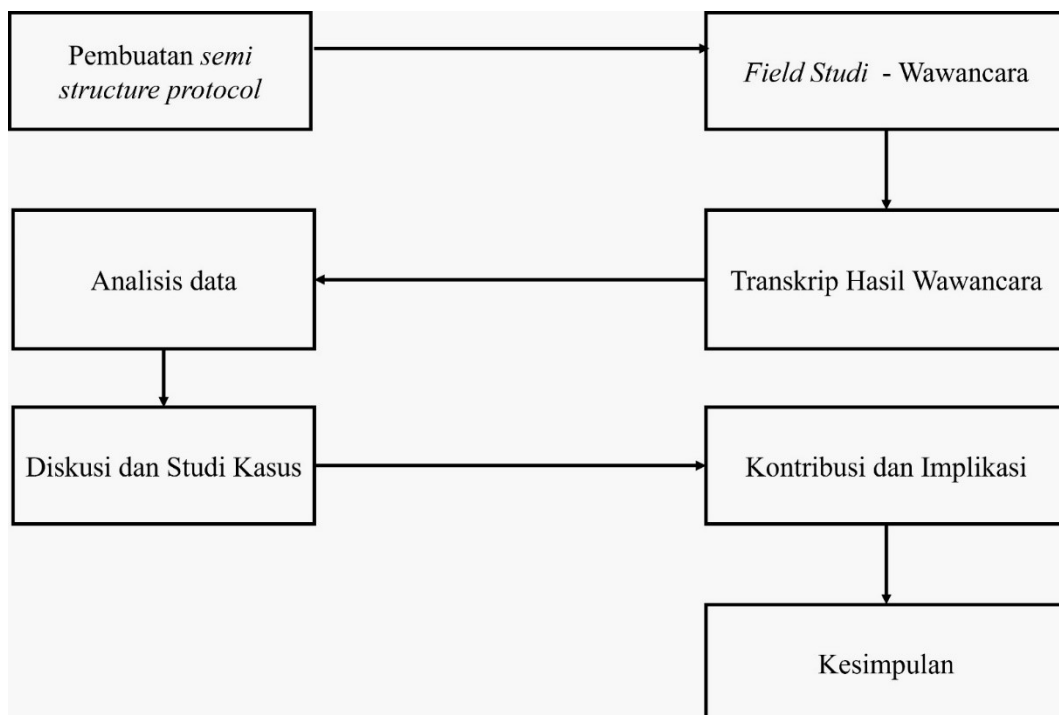 Pembuatan semi
structure protocol
Field Studi - Wawancara
Transkrip Hasil Wawancara
Analisis data
Diskusi dan Studi Kasus
Kontribusi dan Implikasi
Kesimpulan